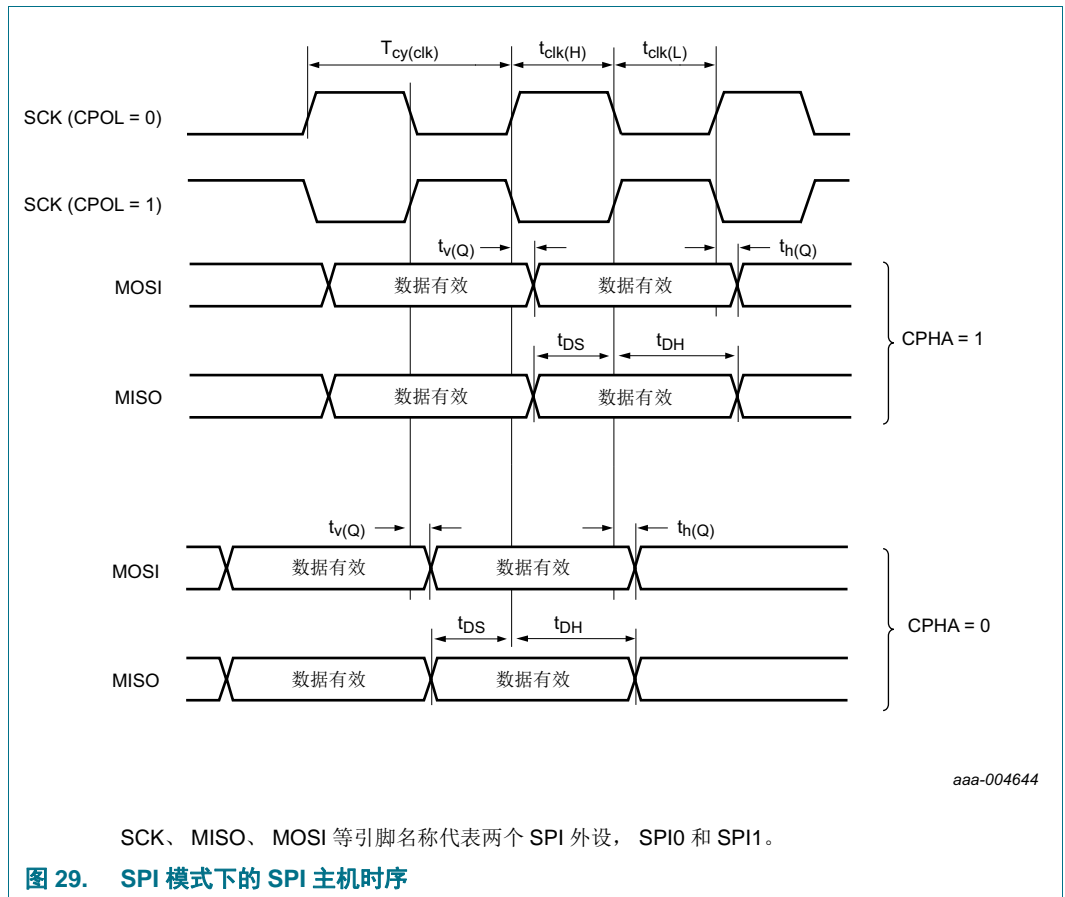 Tcy(clk) tclk(H) tclk(L)
SCK (CPOL = 0)
SCK (CPOL = 1)
tv(Q) th(Q)
MOSI 数据有效 数据有效
CPHA = 1
tDS tDH
MISO 数据有效 数据有效
tv(Q) th(Q)
MOSI 数据有效 数据有效
CPHA = 0
tDS tDH
MISO 数据有效 数据有效
aaa-004644
SCK、 MISO、 MOSI 等引脚名称代表两个 SPI 外设， SPI0 和 SPI1。
图 29. SPI 模式下的 SPI 主机时序